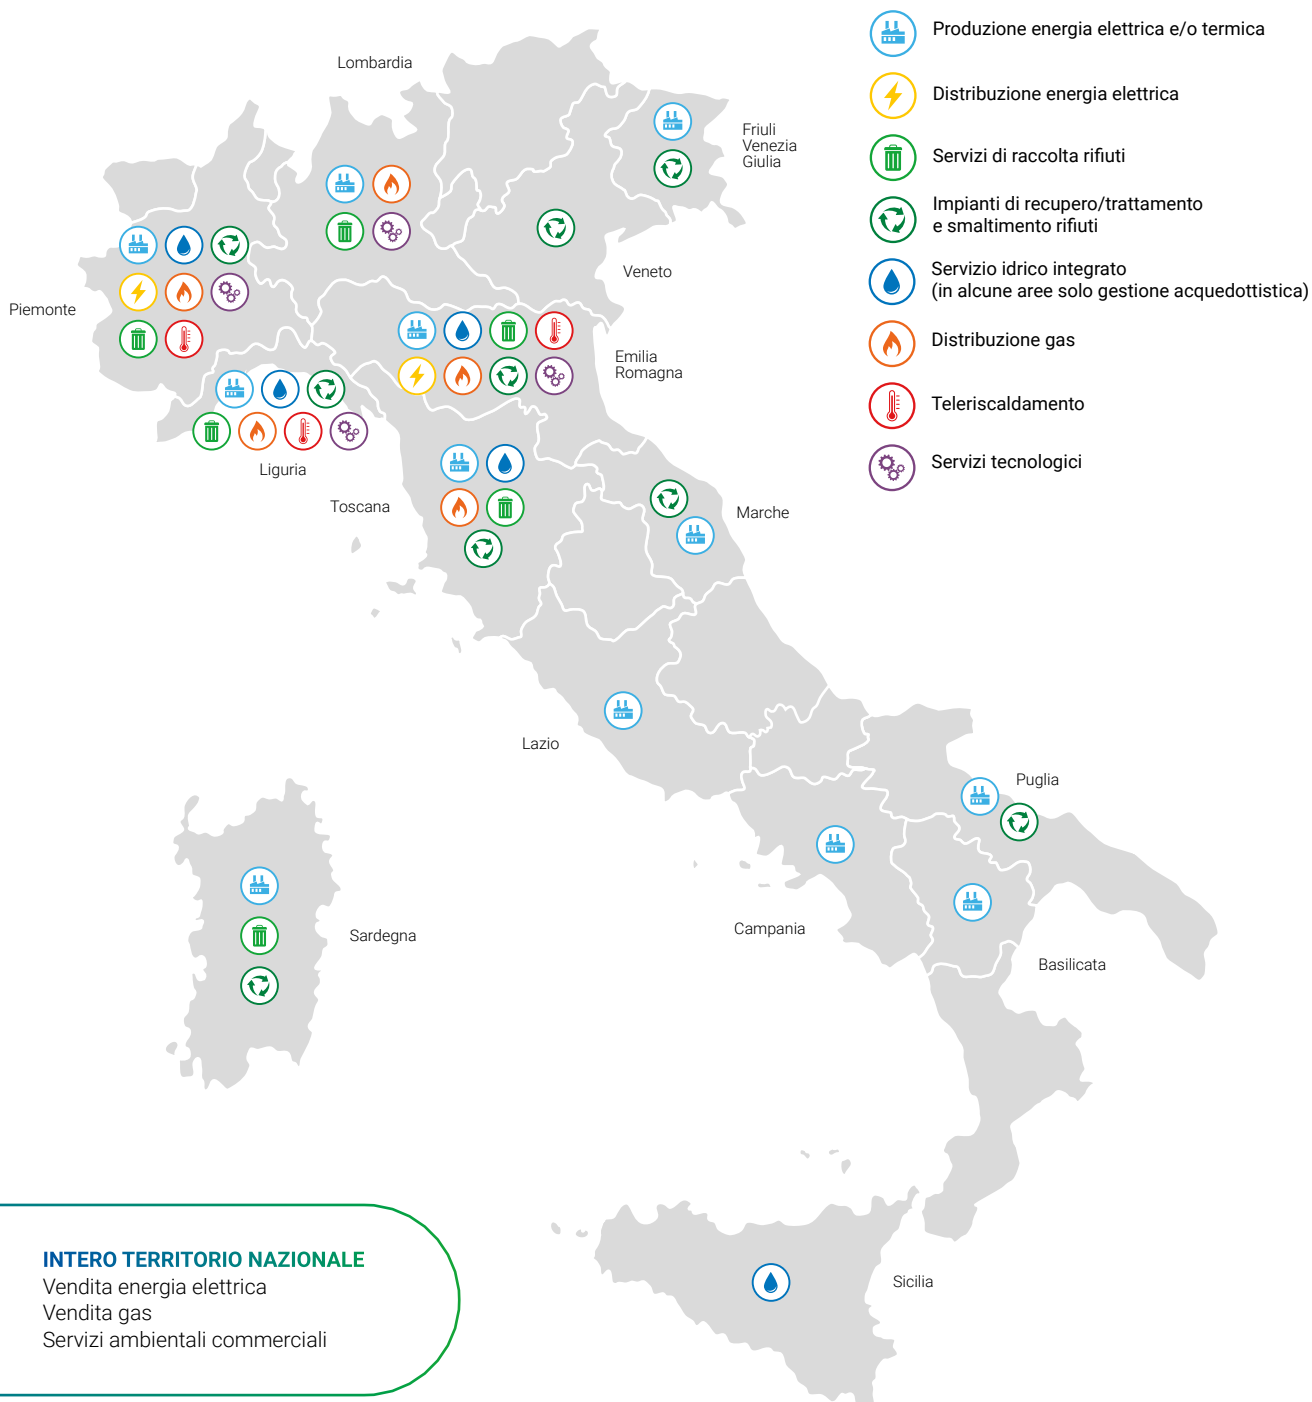 Produzione energia elettrica e/o termica
Distribuzione energia elettrica
Servizi di raccolta rifiuti
Impianti di recupero/trattamento
e smaltimento rifiuti
Servizio idrico integrato
(in alcune aree solo gestione acquedottistica)
Distribuzione gas
Teleriscaldamento
Servizi tecnologici
Lombardia
Friuli
Venezia
Giulia
Veneto
Piemonte
Emilia
Romagna
Liguria
Toscana
Marche
Lazio
Puglia
Campania
Sardegna
Basilicata
Sicilia
INTERO TERRITORIO NAZIONALE
Vendita energia elettrica
Vendita gas
Servizi ambientali commerciali